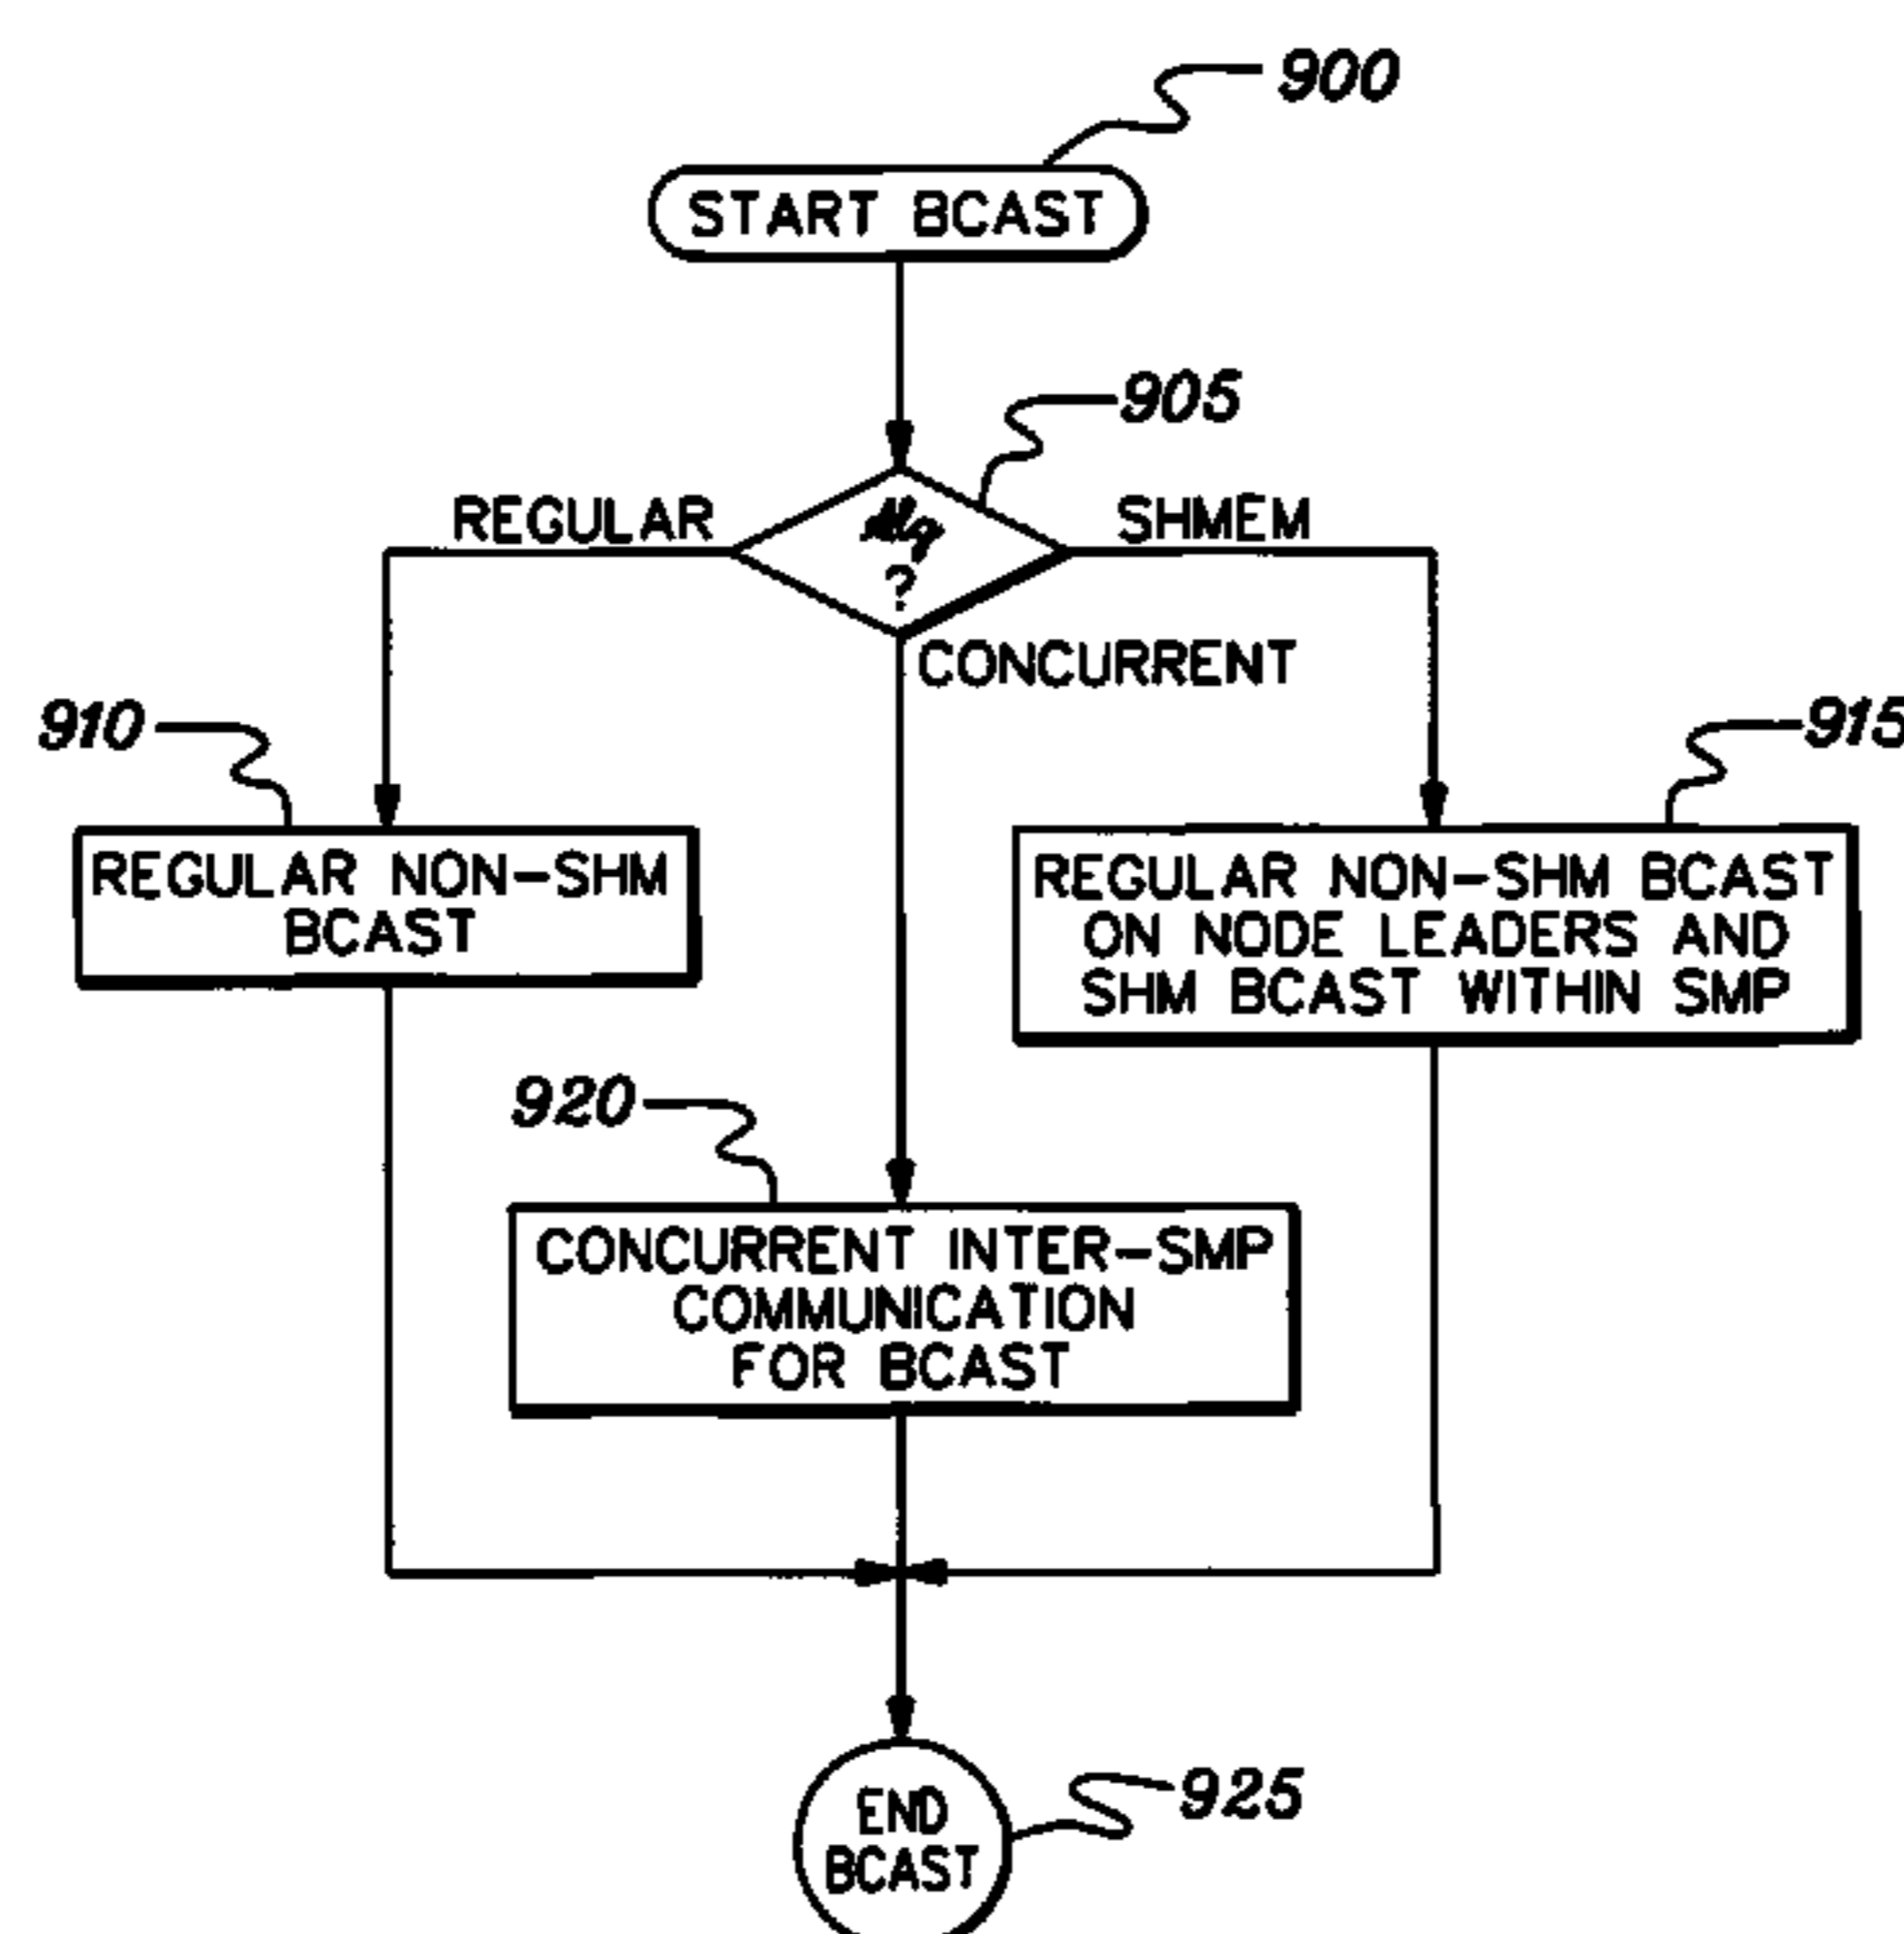 900
START BCAST
905
REGULAR
SHMEM
?
CONCURRENT
910
915
REGULAR NON-SHM
BCAST
REGULAR NON-SHM BCAST
ON NODE LEADERS AND
SHM BCAST WITHIN SMP
920
CONCURRENT INTER-SMP
COMMUNICATION
FOR BCAST
END
BCAST
925